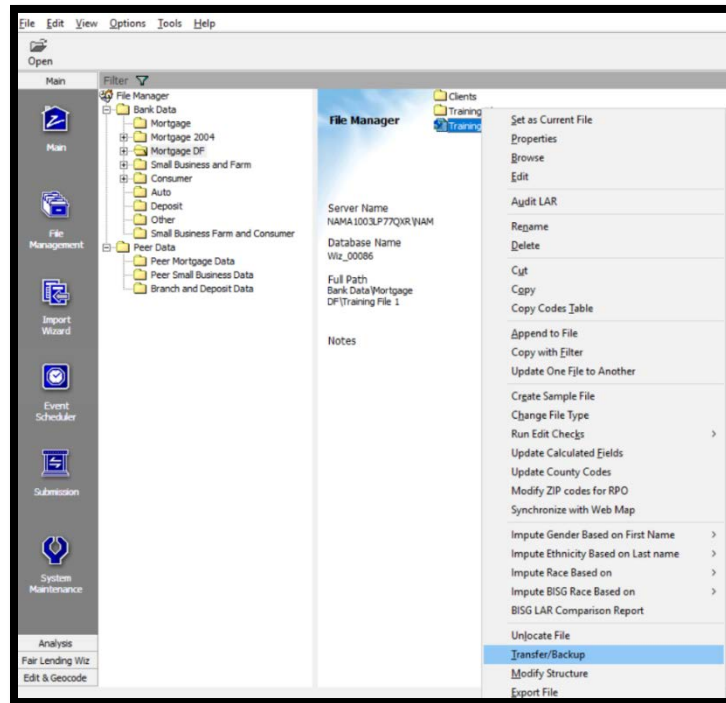 File Edit View Options Tools Help
Open
Main
Filter
Main
File
Management
Import
Wizard
Event
Scheduler
Submission
System
Maintenance
Analysis
Fair Lending Wiz
Edit & Geocode
File Manager
Bank Data
Mortgage
Mortgage 2004
Mortgage DF
Small Business and Farm
Consumer
Auto
Deposit
Other
Small Business Farm and Consumer
Peer Data
Peer Mortgage Data
Peer Small Business Data
Branch and Deposit Data
File Manager
Server Name
Database Name
Wiz_00086
Full Path
Bank Data\Mortgage
DF\Training File 1
Notes
Clients
Training
Training
Set as Current File
Properties
Browse
Edit
Audit LAR
Rename
Delete
Cut
Copy
Copy Codes Table
Append to File
Copy with Filter
Update One File to Another
Create Sample File
Change File Type
Run Edit Checks
Update Calculated Fields
Update County Codes
Modify ZIP codes for RPO
Synchronize with Web Map
Impute Gender Based on First Name
Impute Ethnicity Based on Last name
Impute Race Based on
Impute BISG Race Based on
BISG LAR Comparison Report
Unlocate File
Transfer/Backup
Modify Structure
Export File